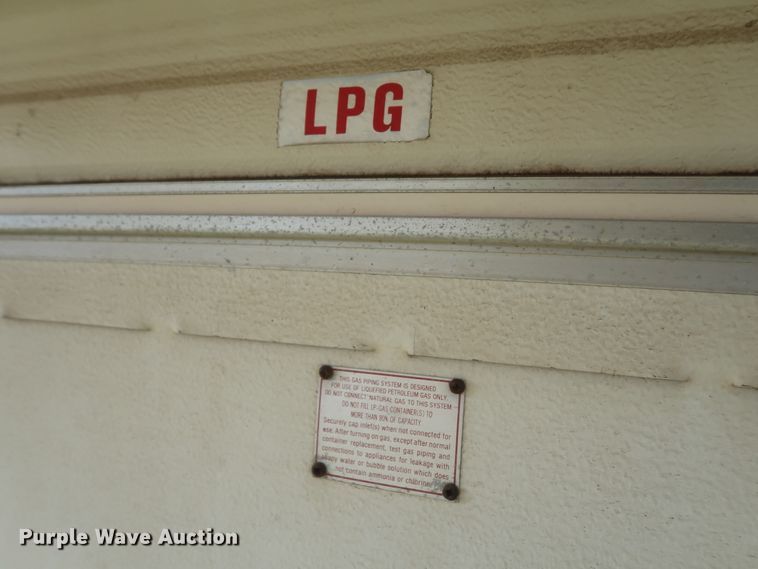 LPG
THIS GAS PIPING SYSTEM IS DESIGNED
FOR USE OF LIQUEFIED PETROLEUM GAS ONLY.
DO NOT CONNECT NATURAL GAS TO THIS SYSTEM
DO NOT FILL LP-GAS CONTAINER(S) TO
MORE THAN 80% OF CAPACITY.
Securely cap inlet(s) when not connected for
use. After turning on gas, except after normal
container replacement, test gas piping and
connections to appliances for leakage with
soapy water or bubble solution which does
not contain ammonia or chlorine.
Purple Wave Auction